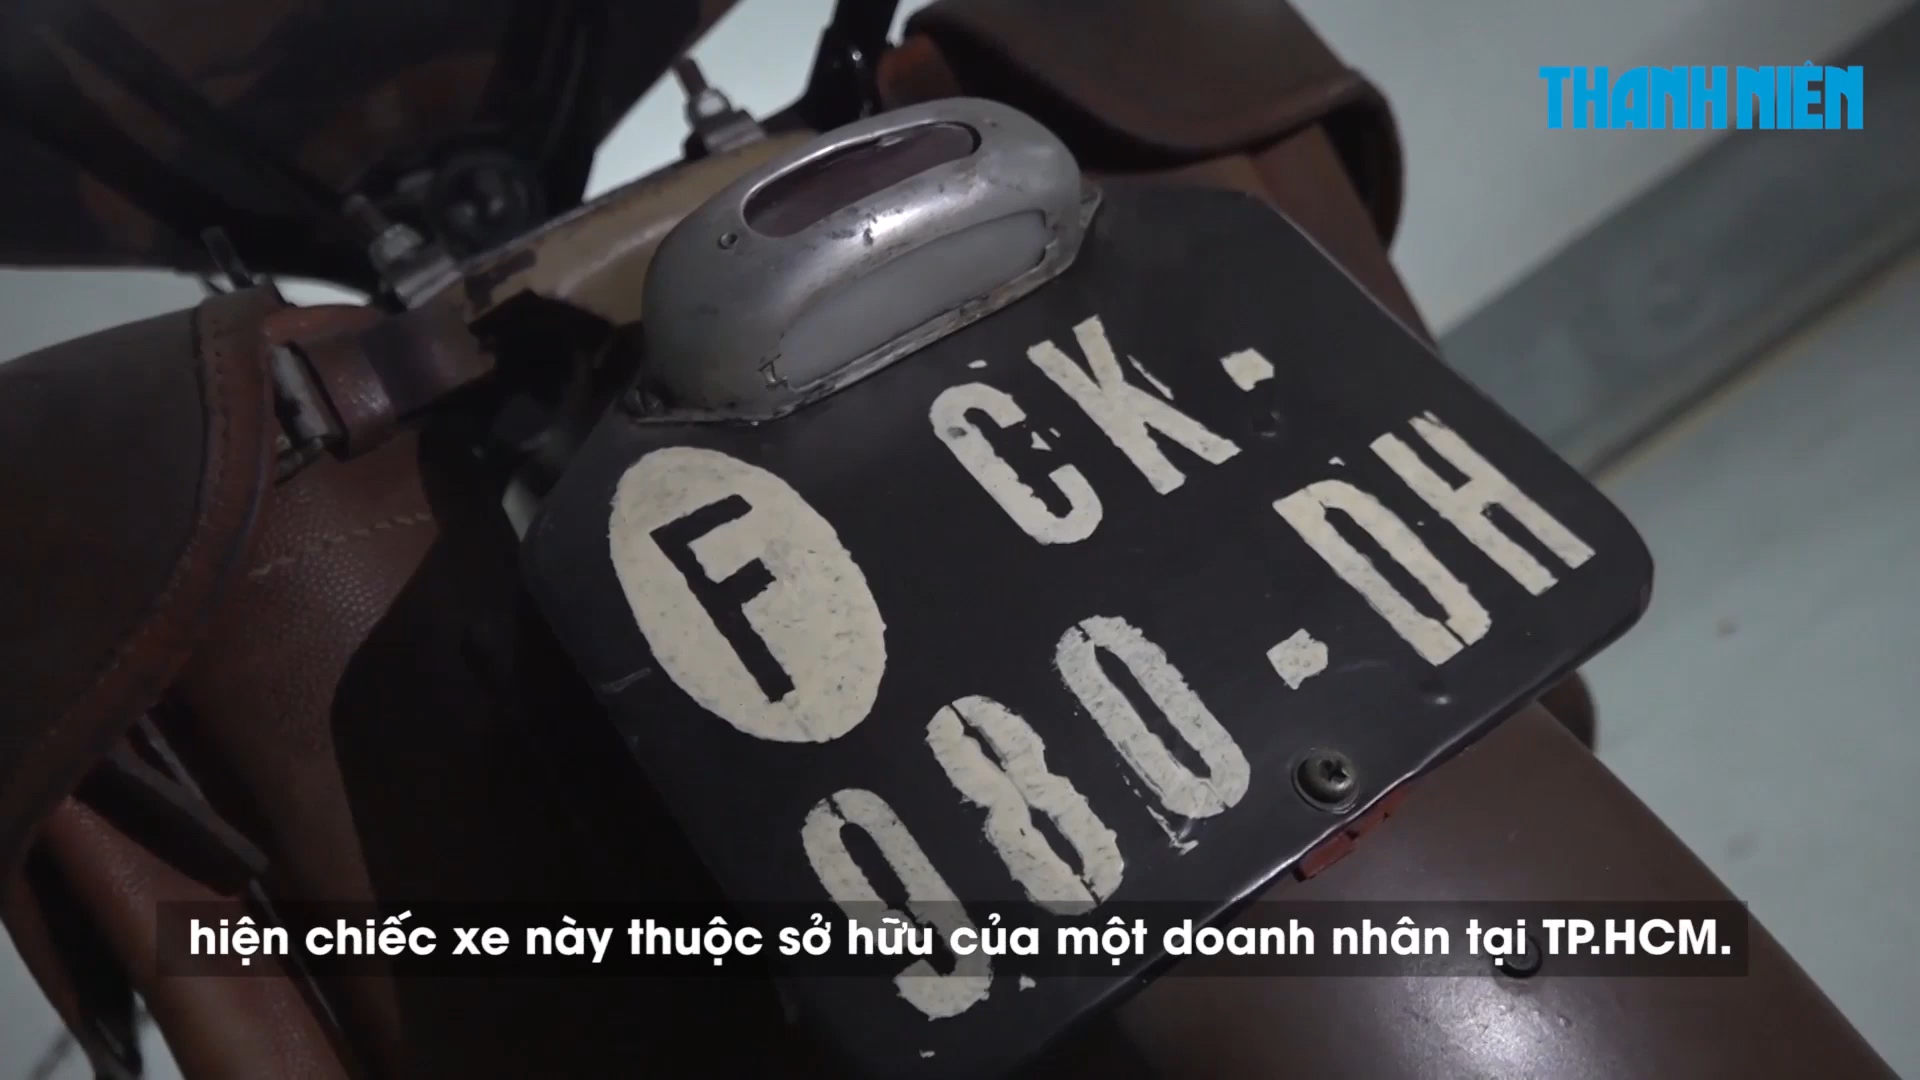 THANH NIÊN
CK.
F
980.DH
hiện chiếc xe này thuộc sở hữu của một doanh nhân tại TP.HCM.